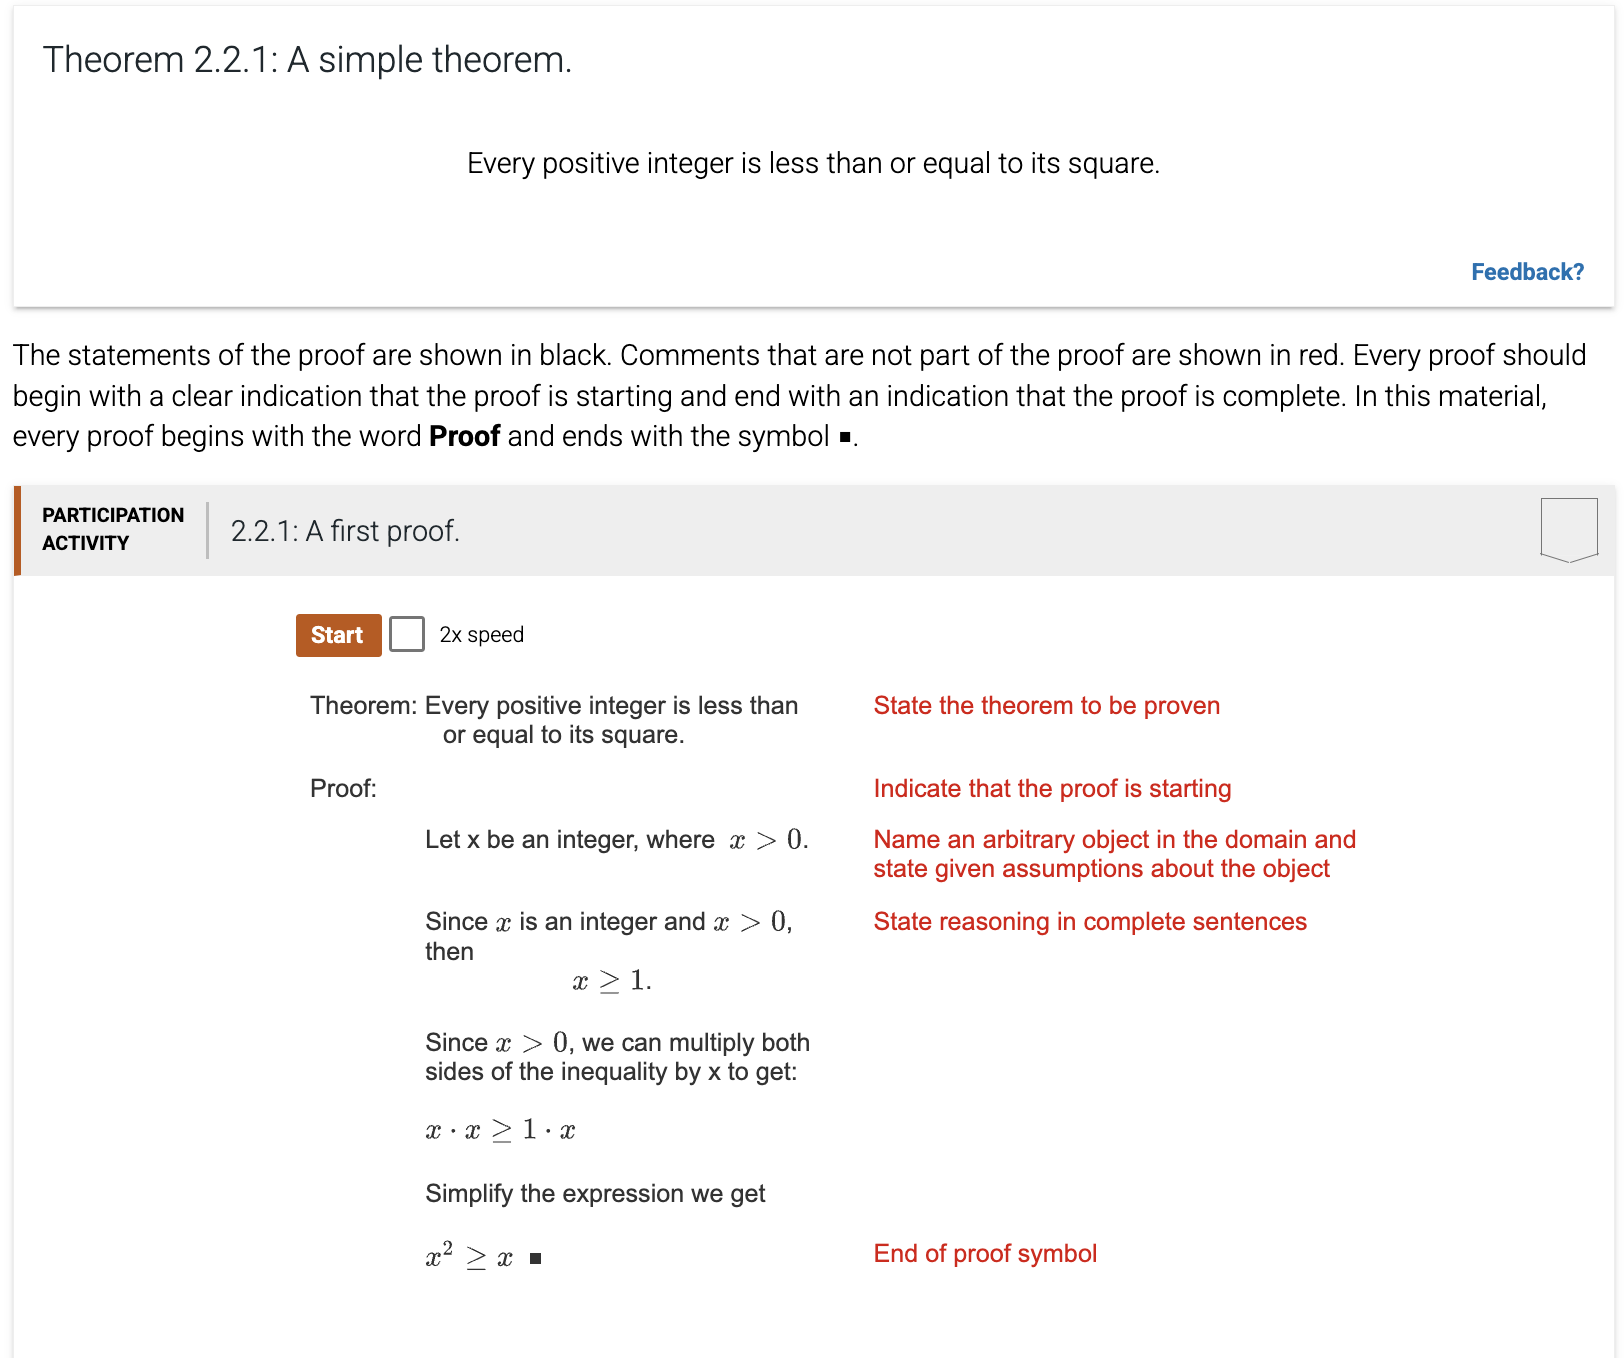 Theorem 2.2.1: A simple theorem.
Every positive integer is less than or equal to its square.
Feedback?
The statements of the proof are shown in black. Comments that are not part of the proof are shown in red. Every proof should
begin with a clear indication that the proof is starting and end with an indication that the proof is complete. In this material,
every proof begins with the word Proof and ends with the symbol ■.
PARTICIPATION
ACTIVITY
2.2.1: A first proof.
Start
2x speed
Theorem: Every positive integer is less than
or equal to its square.
State the theorem to be proven
Proof:
Indicate that the proof is starting
Let x be an integer, where x > 0.
Name an arbitrary object in the domain and
state given assumptions about the object
Since x is an integer and x > 0,
then
x ≥ 1.
State reasoning in complete sentences
Since x > 0, we can multiply both
sides of the inequality by x to get:
x · x ≥ 1 · x
Simplify the expression we get
x² ≥ x ■
End of proof symbol